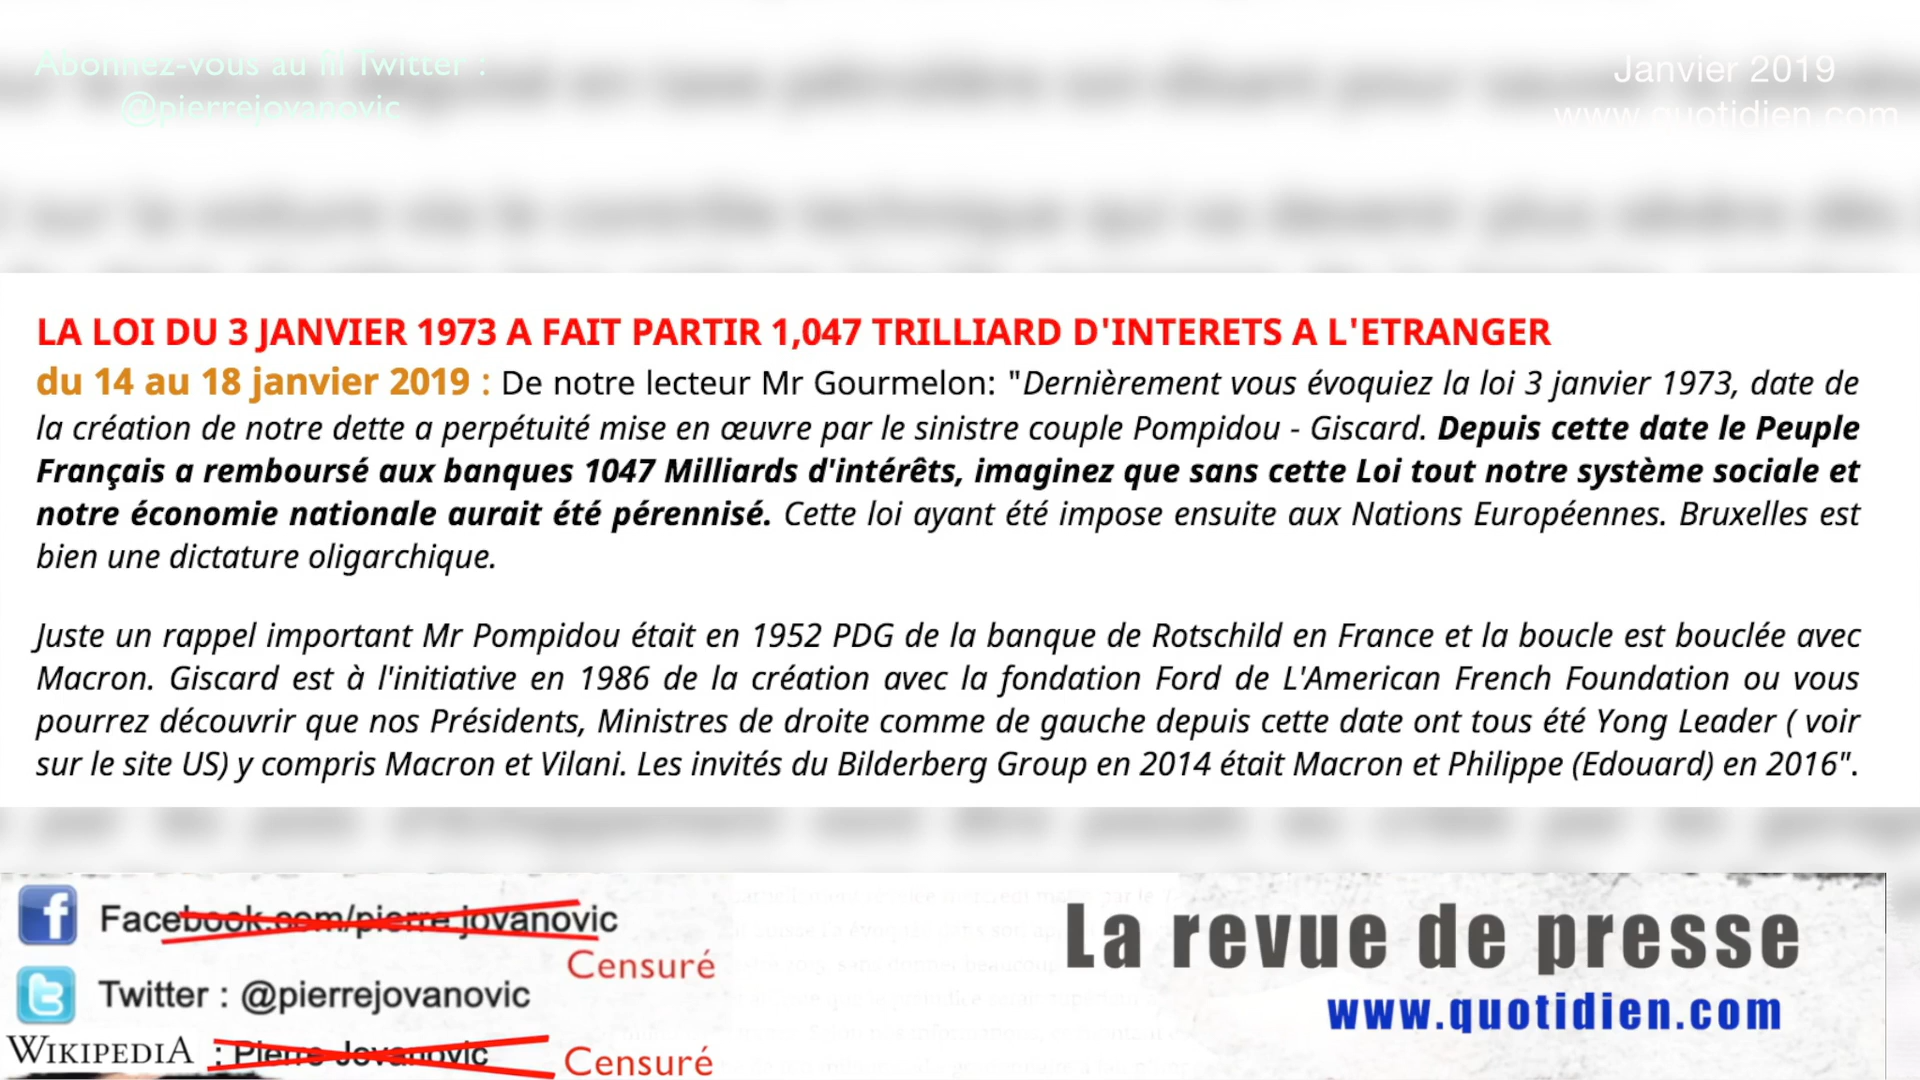 Abonnez-vous au fil Twitter :
@pierrejovanovic
Janvier 2019
www.quotidien.com
LA LOI DU 3 JANVIER 1973 A FAIT PARTIR 1,047 TRILLIARD D'INTERETS A L'ETRANGER
du 14 au 18 janvier 2019 : De notre lecteur Mr Gourmelon: "Dernièrement vous évoquiez la loi 3 janvier 1973, date de
la création de notre dette a perpétuité mise en œuvre par le sinistre couple Pompidou - Giscard. Depuis cette date le Peuple
Français a remboursé aux banques 1047 Milliards d'intérêts, imaginez que sans cette Loi tout notre système sociale et
notre économie nationale aurait été pérennisé. Cette loi ayant été impose ensuite aux Nations Européennes. Bruxelles est
bien une dictature oligarchique.
Juste un rappel important Mr Pompidou était en 1952 PDG de la banque de Rotschild en France et la boucle est bouclée avec
Macron. Giscard est à l'initiative en 1986 de la création avec la fondation Ford de L'American French Foundation ou vous
pourrez découvrir que nos Présidents, Ministres de droite comme de gauche depuis cette date ont tous été Yong Leader ( voir
sur le site US) y compris Macron et Vilani. Les invités du Bilderberg Group en 2014 était Macron et Philippe (Edouard) en 2016".
Facebook.com/pierre jovanovic
Censuré
Twitter : @pierrejovanovic
WIKIPEDIA : Pierre Jovanovic
Censuré
La revue de presse
www.quotidien.com